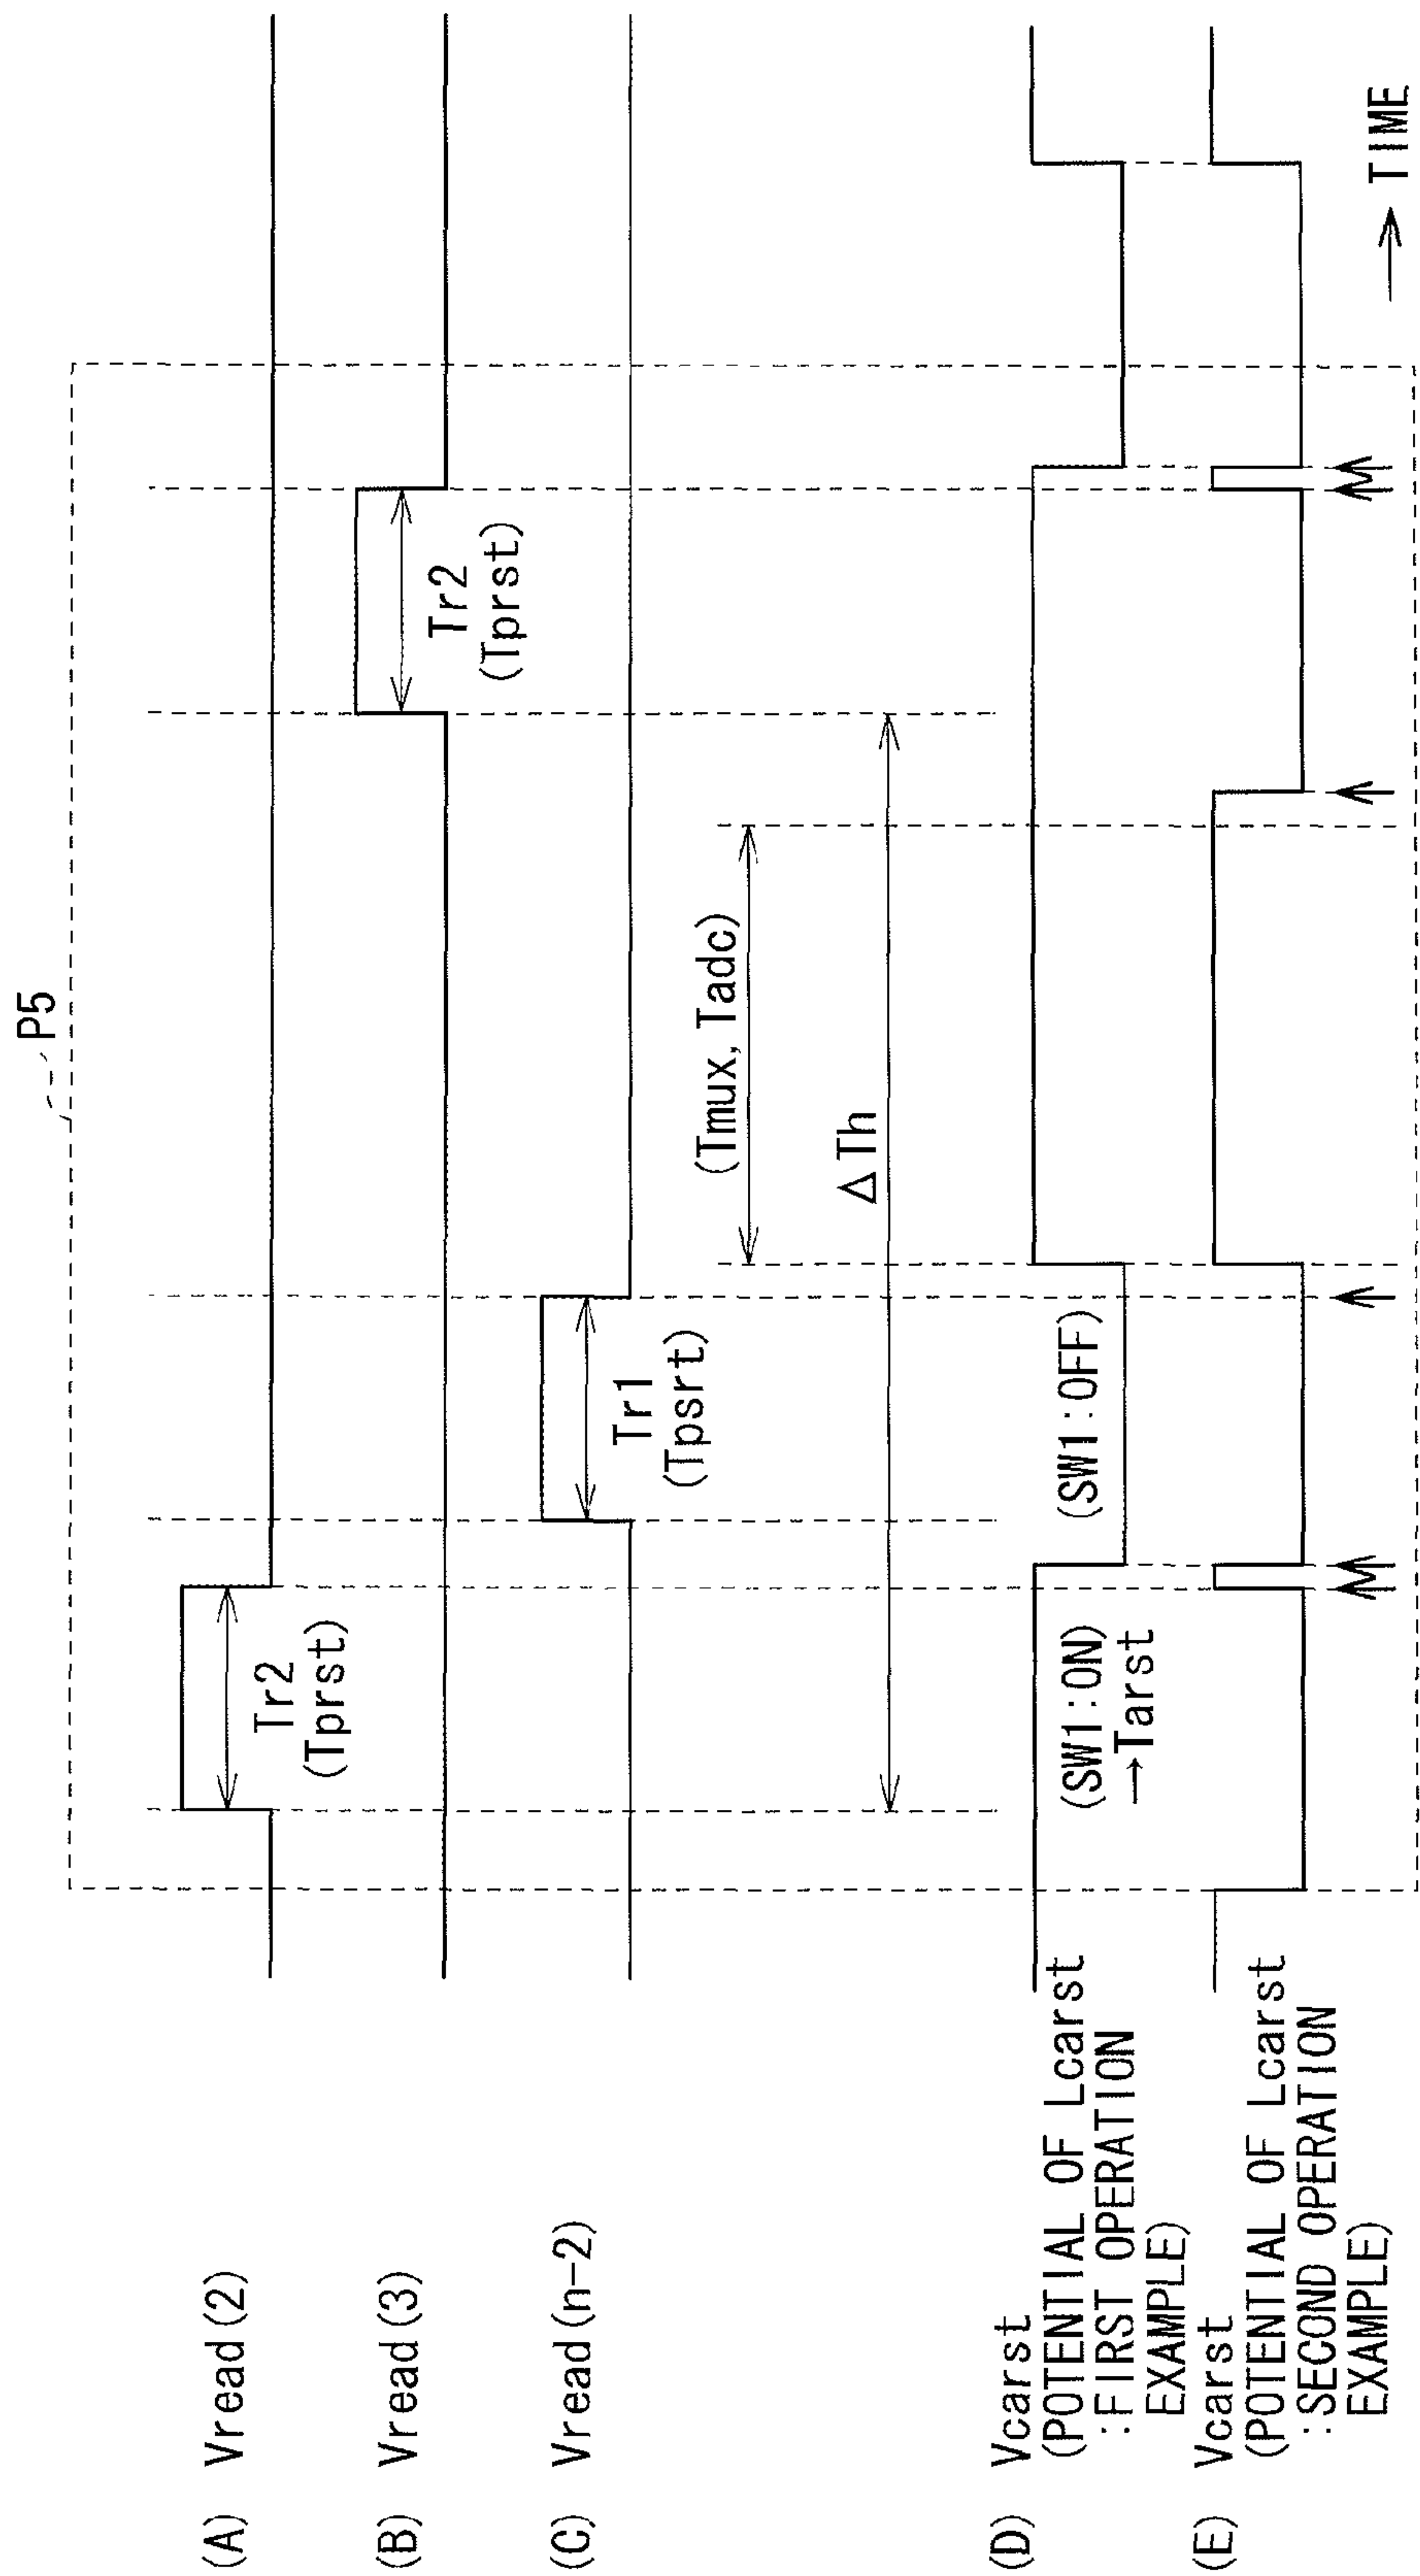 P5
(A) Vread(2)
Tr2
(Tprst)
(B) Vread(3)
Tr2
(Tprst)
(C) Vread(n-2)
Tr1
(Tpsrt)
(Tmux, Tadc)
ΔTh
(D) Vcarst
(POTENTIAL OF Lcarst
:FIRST OPERATION
EXAMPLE)
(SW1:ON)
→Tarst
(SW1:OFF)
(E) Vcarst
(POTENTIAL OF Lcarst
:SECOND OPERATION
EXAMPLE)
→ TIME